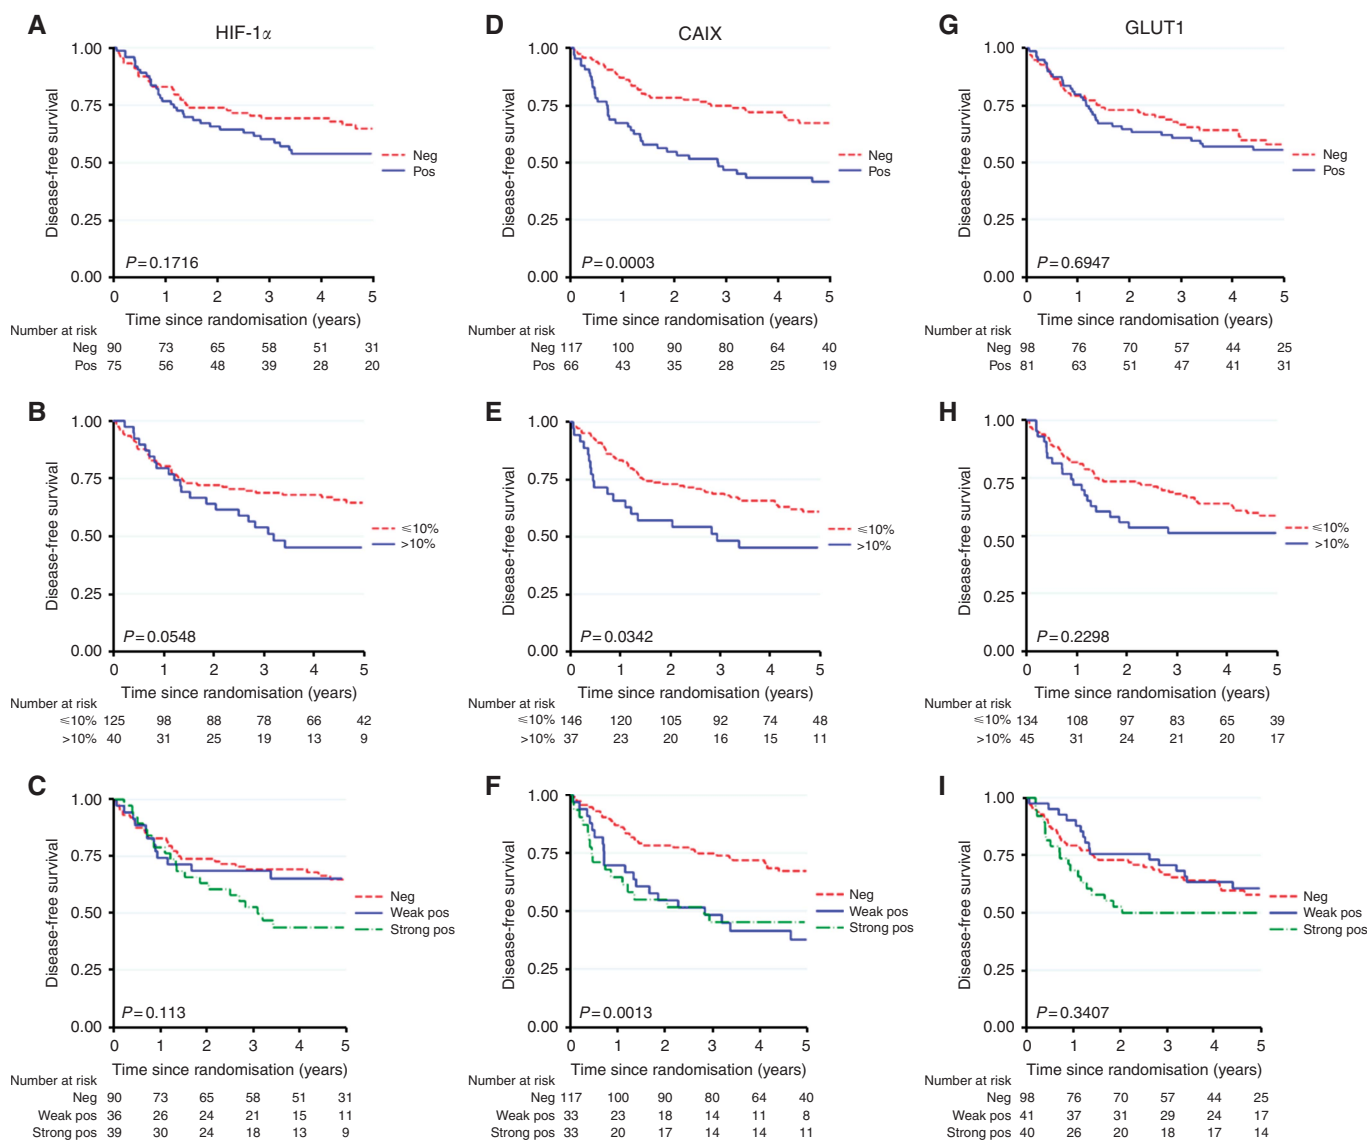 A
HIF-1α
1.00
0.75
0.50
0.25
0.00
Disease-free survival
P=0.1716
Neg
Pos
0 1 2 3 4 5
Time since randomisation (years)
Number at risk
Neg 90 73 65 58 51 31
Pos 75 56 48 39 28 20
D
CAIX
1.00
0.75
0.50
0.25
0.00
Disease-free survival
P=0.0003
Neg
Pos
0 1 2 3 4 5
Time since randomisation (years)
Number at risk
Neg 117 100 90 80 64 40
Pos 66 43 35 28 25 19
G
GLUT1
1.00
0.75
0.50
0.25
0.00
Disease-free survival
P=0.6947
Neg
Pos
0 1 2 3 4 5
Time since randomisation (years)
Number at risk
Neg 98 76 70 57 44 25
Pos 81 63 51 47 41 31
B
1.00
0.75
0.50
0.25
0.00
Disease-free survival
P=0.0548
⩽10%
>10%
0 1 2 3 4 5
Time since randomisation (years)
Number at risk
⩽10% 125 98 88 78 66 42
>10% 40 31 25 19 13 9
E
1.00
0.75
0.50
0.25
0.00
Disease-free survival
P=0.0342
⩽10%
>10%
0 1 2 3 4 5
Time since randomisation (years)
Number at risk
⩽10% 146 120 105 92 74 48
>10% 37 23 20 16 15 11
H
1.00
0.75
0.50
0.25
0.00
Disease-free survival
P=0.2298
⩽10%
>10%
0 1 2 3 4 5
Time since randomisation (years)
Number at risk
⩽10% 134 108 97 83 65 39
>10% 45 31 24 21 20 17
C
1.00
0.75
0.50
0.25
0.00
Disease-free survival
P=0.113
Neg
Weak pos
Strong pos
0 1 2 3 4 5
Time since randomisation (years)
Number at risk
Neg 90 73 65 58 51 31
Weak pos 36 26 24 21 15 11
Strong pos 39 30 24 18 13 9
F
1.00
0.75
0.50
0.25
0.00
Disease-free survival
P=0.0013
Neg
Weak pos
Strong pos
0 1 2 3 4 5
Time since randomisation (years)
Number at risk
Neg 117 100 90 80 64 40
Weak pos 33 23 18 14 11 8
Strong pos 33 20 17 14 14 11
I
1.00
0.75
0.50
0.25
0.00
Disease-free survival
P=0.3407
Neg
Weak pos
Strong pos
0 1 2 3 4 5
Time since randomisation (years)
Number at risk
Neg 98 76 70 57 44 25
Weak pos 41 37 31 29 24 17
Strong pos 40 26 20 18 17 14